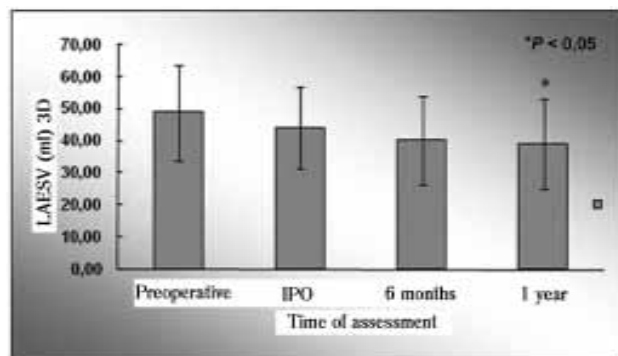 70,00
*P < 0,05
60,00
50,00
40,00
30,00
20,00
10,00
0,00
LAESV (ml) 3D
*
Preoperative IPO 6 months 1 year
Time of assessment